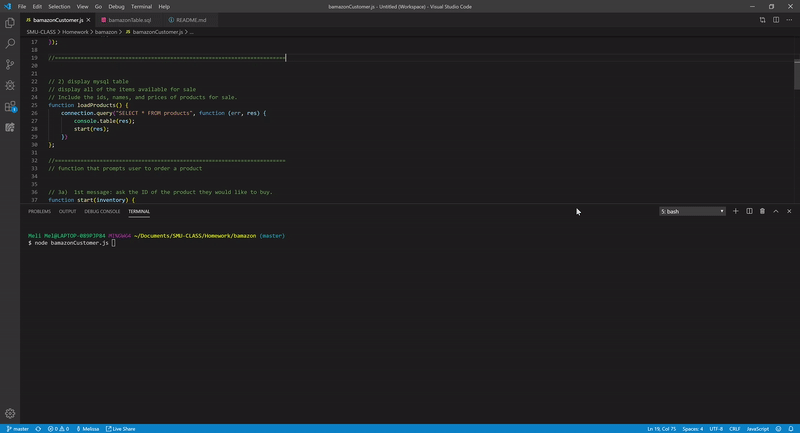 File Edit Selection View Go Debug Terminal Help
bamazonCustomer.js - Untitled (Workspace) - Visual Studio Code
bamazonCustomer.js × bamazonTable.sql README.md
SMU-CLASS > Homework > bamazon > bamazonCustomer.js > ...
17 });
18
19 //=======================================================================
20
21
22 // 2) display mysql table
23 // display all of the items available for sale
24 // Include the ids, names, and prices of products for sale.
25 function loadProducts() {
26 connection.query("SELECT * FROM products", function (err, res) {
27 console.table(res);
28 start(res);
29 })
30 };
31
32 //=======================================================================
33 // function that prompts user to order a product
34
35
36 // 3a) 1st message: ask the ID of the product they would like to buy.
37 function start(inventory) {
PROBLEMS OUTPUT DEBUG CONSOLE TERMINAL
5: bash
~/Documents/SMU-CLASS/Homework/bamazon (master)
$ node bamazonCustomer.js
master 0 0 Melissa Live Share
Ln 19, Col 75 Spaces: 4 UTF-8 CRLF JavaScript